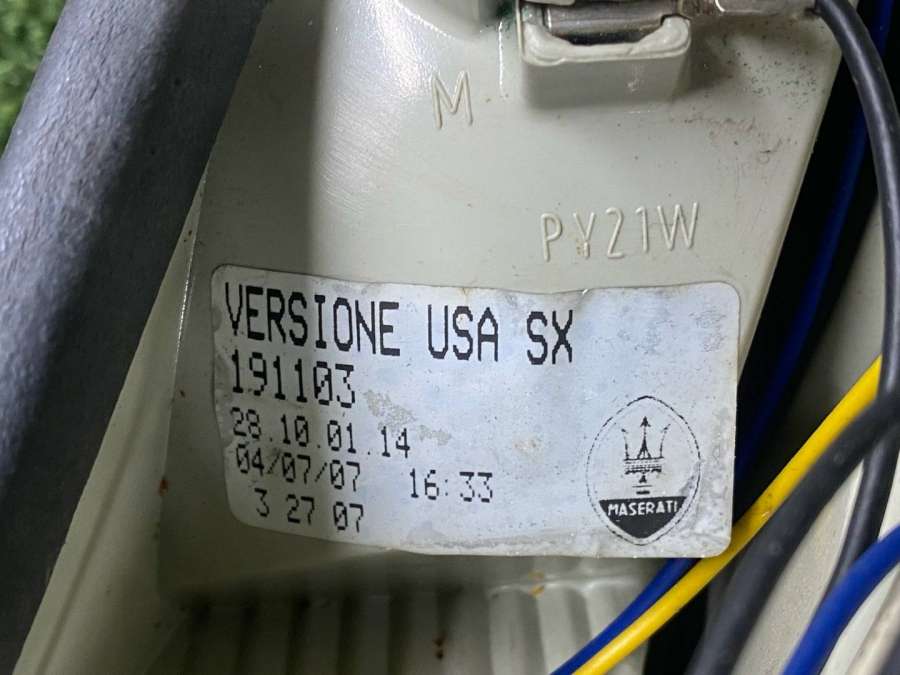 M
PY21W
VERSIONE USA SX
191103
28.10.01.14
04/07/07 16:33
3 27 07
MASERATI